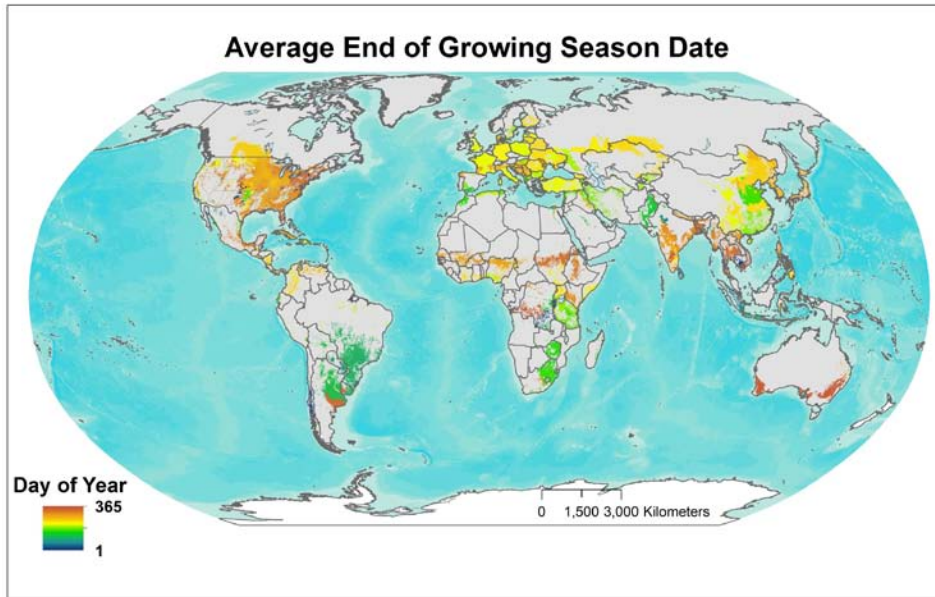 Average End of Growing Season Date
Day of Year
365
1
0 1,500 3,000 Kilometers